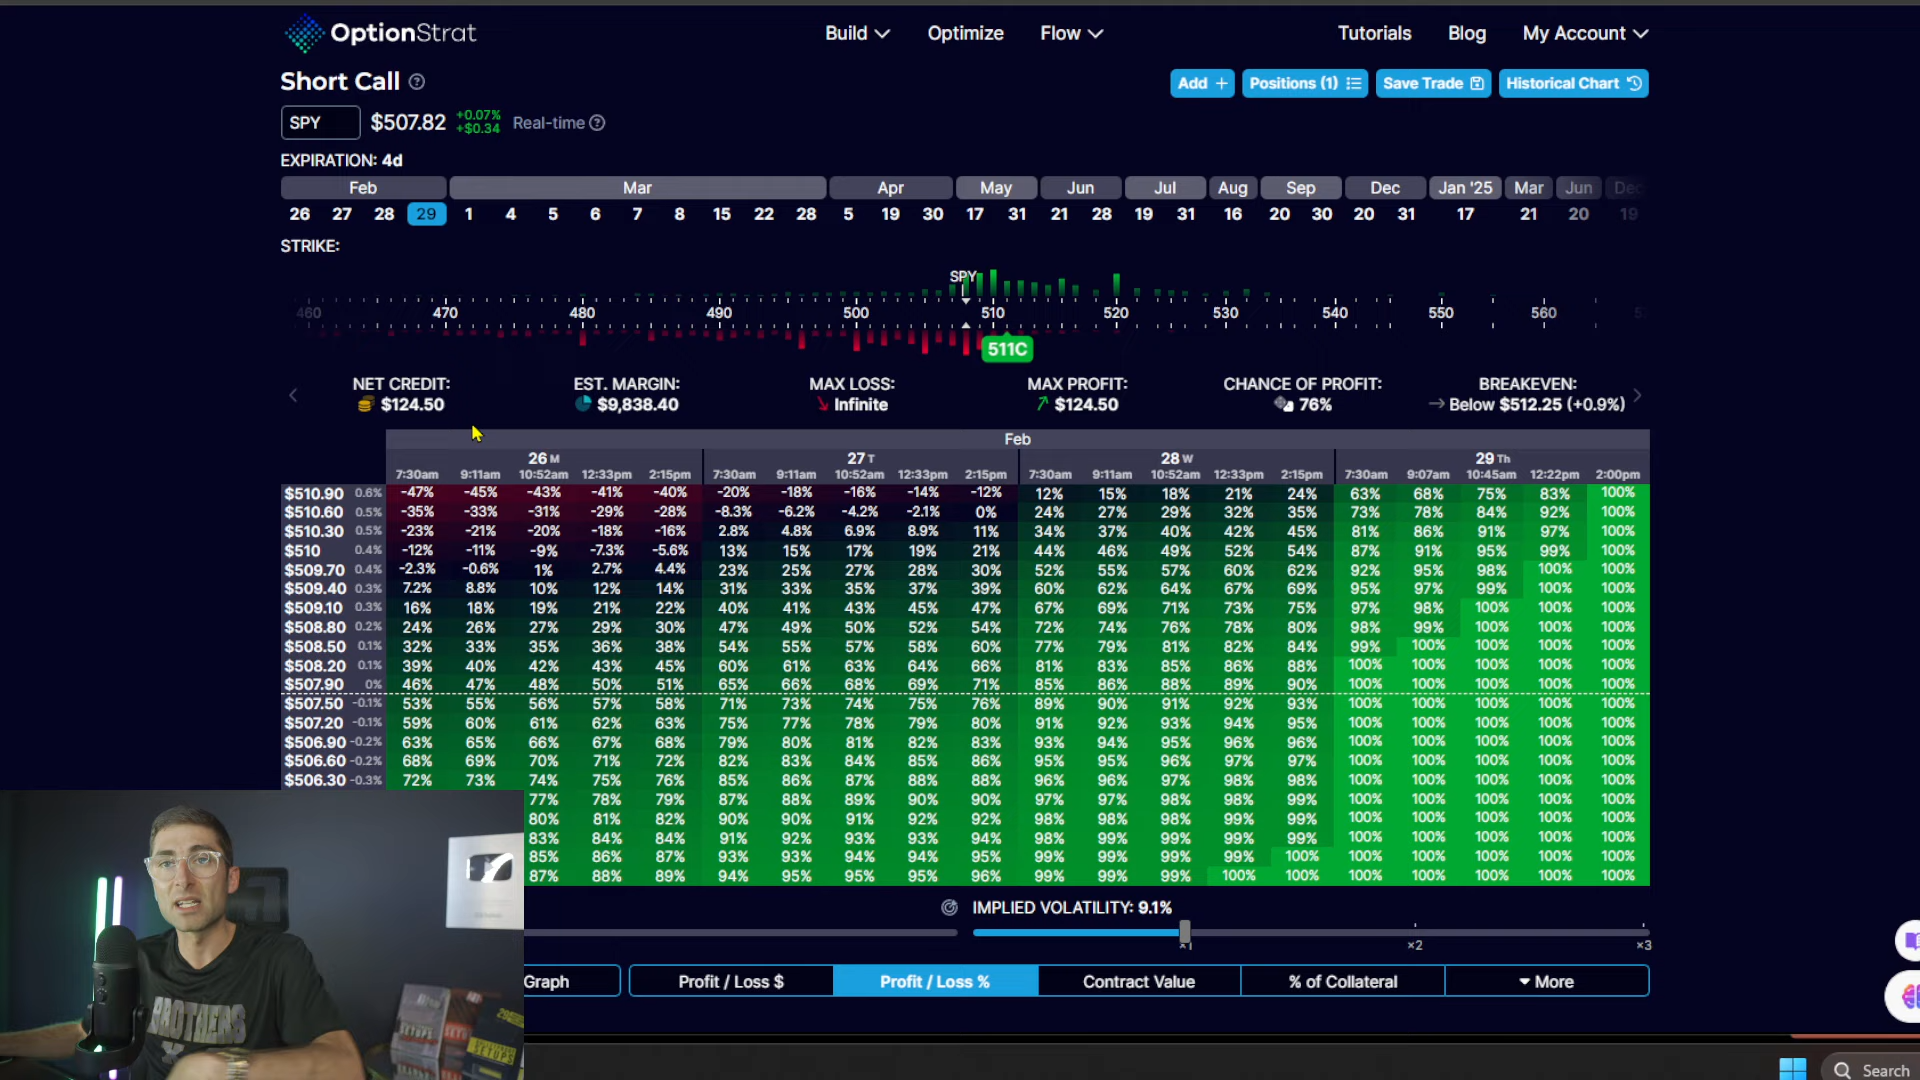 OptionStrat Build Optimize Flow Tutorials Blog My Account
Short Call ? Add + Positions (1) Save Trade Historical Chart
SPY $507.82 +0.07% +$0.34 Real-time ?
EXPIRATION: 4d
Feb Mar Apr May Jun Jul Aug Sep Dec Jan '25 Mar Jun Dec
26 27 28 29 1 4 5 6 7 8 15 22 28 5 19 30 17 31 21 28 19 31 16 20 30 20 31 17 21 20 19
STRIKE:
SPY
460 470 480 490 500 510 520 530 540 550 560
511C
NET CREDIT: EST. MARGIN: MAX LOSS: MAX PROFIT: CHANCE OF PROFIT: BREAKEVEN:
$124.50 $9,838.40 Infinite $124.50 76% Below $512.25 (+0.9%)
Feb
26 M 27 T 28 W 29 Th
7:30am 9:11am 10:52am 12:33pm 2:15pm 7:30am 9:11am 10:52am 12:33pm 2:15pm 7:30am 9:11am 10:52am 12:33pm 2:15pm 7:30am 9:07am 10:45am 12:22pm 2:00pm
$510.90 0.6% -47% -45% -43% -41% -40% -20% -18% -16% -14% -12% 12% 15% 18% 21% 24% 63% 68% 75% 83% 100%
$510.60 0.5% -35% -33% -31% -29% -28% -8.3% -6.2% -4.2% -2.1% 0% 24% 27% 29% 32% 35% 73% 78% 84% 92% 100%
$510.30 0.5% -23% -21% -20% -18% -16% 2.8% 4.8% 6.9% 8.9% 11% 34% 37% 40% 42% 45% 81% 86% 91% 97% 100%
$510 0.4% -12% -11% -9% -7.3% -5.6% 13% 15% 17% 19% 21% 44% 46% 49% 52% 54% 87% 91% 95% 99% 100%
$509.70 0.4% -2.3% -0.6% 1% 2.7% 4.4% 23% 25% 27% 28% 30% 52% 55% 57% 60% 62% 92% 95% 98% 100% 100%
$509.40 0.3% 7.2% 8.8% 10% 12% 14% 31% 33% 35% 37% 39% 60% 62% 64% 67% 69% 95% 97% 99% 100% 100%
$509.10 0.3% 16% 18% 19% 21% 22% 40% 41% 43% 45% 47% 67% 69% 71% 73% 75% 97% 98% 100% 100% 100%
$508.80 0.2% 24% 26% 27% 29% 30% 47% 49% 50% 52% 54% 72% 74% 76% 78% 80% 98% 99% 100% 100% 100%
$508.50 0.1% 32% 33% 35% 36% 38% 54% 55% 57% 58% 60% 77% 79% 81% 82% 84% 99% 100% 100% 100% 100%
$508.20 0.1% 39% 40% 42% 43% 45% 60% 61% 63% 64% 66% 81% 83% 85% 86% 88% 100% 100% 100% 100% 100%
$507.90 0% 46% 47% 48% 50% 51% 65% 66% 68% 69% 71% 85% 86% 88% 89% 90% 100% 100% 100% 100% 100%
$507.50 -0.1% 53% 55% 56% 57% 58% 71% 73% 74% 75% 76% 89% 90% 91% 92% 93% 100% 100% 100% 100% 100%
$507.20 -0.1% 59% 60% 61% 62% 63% 75% 77% 78% 79% 80% 91% 92% 93% 94% 95% 100% 100% 100% 100% 100%
$506.90 -0.2% 63% 65% 66% 67% 68% 79% 80% 81% 82% 83% 93% 94% 95% 96% 96% 100% 100% 100% 100% 100%
$506.60 -0.2% 68% 69% 70% 71% 72% 82% 83% 84% 85% 86% 95% 95% 96% 97% 97% 100% 100% 100% 100% 100%
$506.30 -0.3% 72% 73% 74% 75% 76% 85% 86% 87% 88% 88% 96% 96% 97% 98% 98% 100% 100% 100% 100% 100%
77% 78% 79% 87% 88% 89% 90% 90% 97% 97% 98% 98% 99% 100% 100% 100% 100% 100%
80% 81% 82% 90% 90% 91% 92% 92% 98% 98% 98% 99% 99% 100% 100% 100% 100% 100%
83% 84% 84% 91% 92% 93% 93% 94% 98% 99% 99% 99% 99% 100% 100% 100% 100% 100%
85% 86% 87% 93% 93% 94% 94% 95% 99% 99% 99% 99% 100% 100% 100% 100% 100% 100%
87% 88% 89% 94% 95% 95% 95% 96% 99% 99% 99% 100% 100% 100% 100% 100% 100% 100%
IMPLIED VOLATILITY: 9.1%
x1 x2 x3
Graph Profit / Loss $ Profit / Loss % Contract Value % of Collateral More
BROTHERS
Search